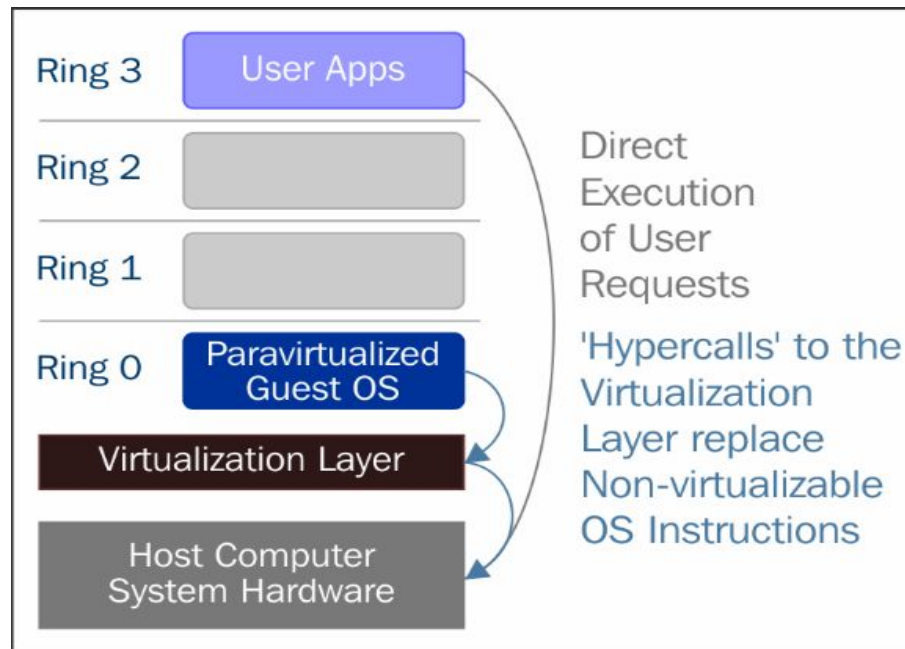 Ring 3
User Apps
Ring 2
Ring 1
Ring 0
Paravirtualized
Guest OS
Virtualization Layer
Host Computer
System Hardware
Direct
Execution
of User
Requests
'Hypercalls' to the
Virtualization
Layer replace
Non-virtualizable
OS Instructions